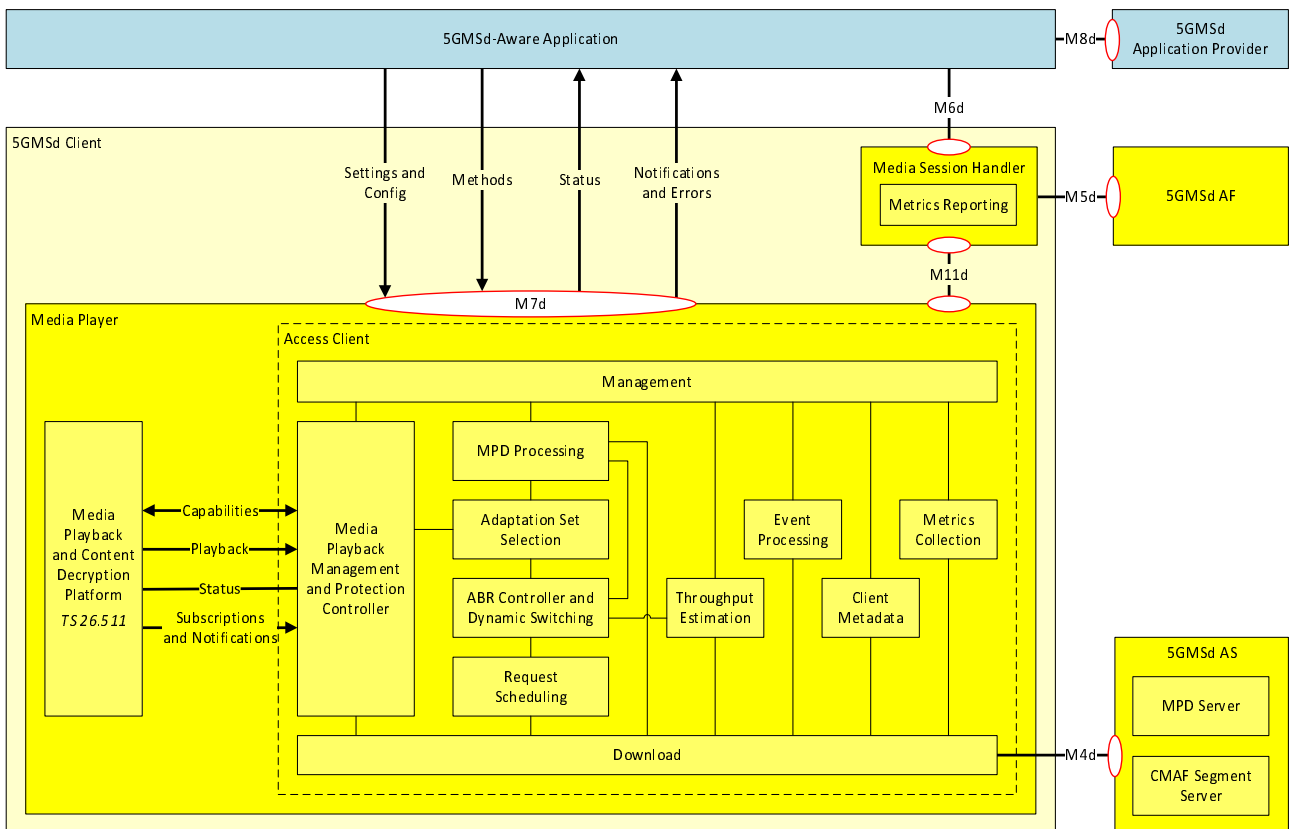 5GMSd-Aware Application
M8d
5GMSd
Application Provider
M6d
5GMSd Client
Settings and
Config
Methods
Status
Notifications
and Errors
Media Session Handler
Metrics Reporting
M5d
5GMSd AF
M11d
M7d
Media Player
Access Client
Management
Media
Playback
and Content
Decryption
Platform
TS26.511
Capabilities
Playback
Status
Subscriptions
and Notifications
Media
Playback
Management
and Protection
Controller
MPD Processing
Adaptation Set
Selection
ABR Controller and
Dynamic Switching
Request
Scheduling
Throughput
Estimation
Event
Processing
Client
Metadata
Metrics
Collection
Download
M4d
5GMSd AS
MPD Server
CMAF Segment
Server